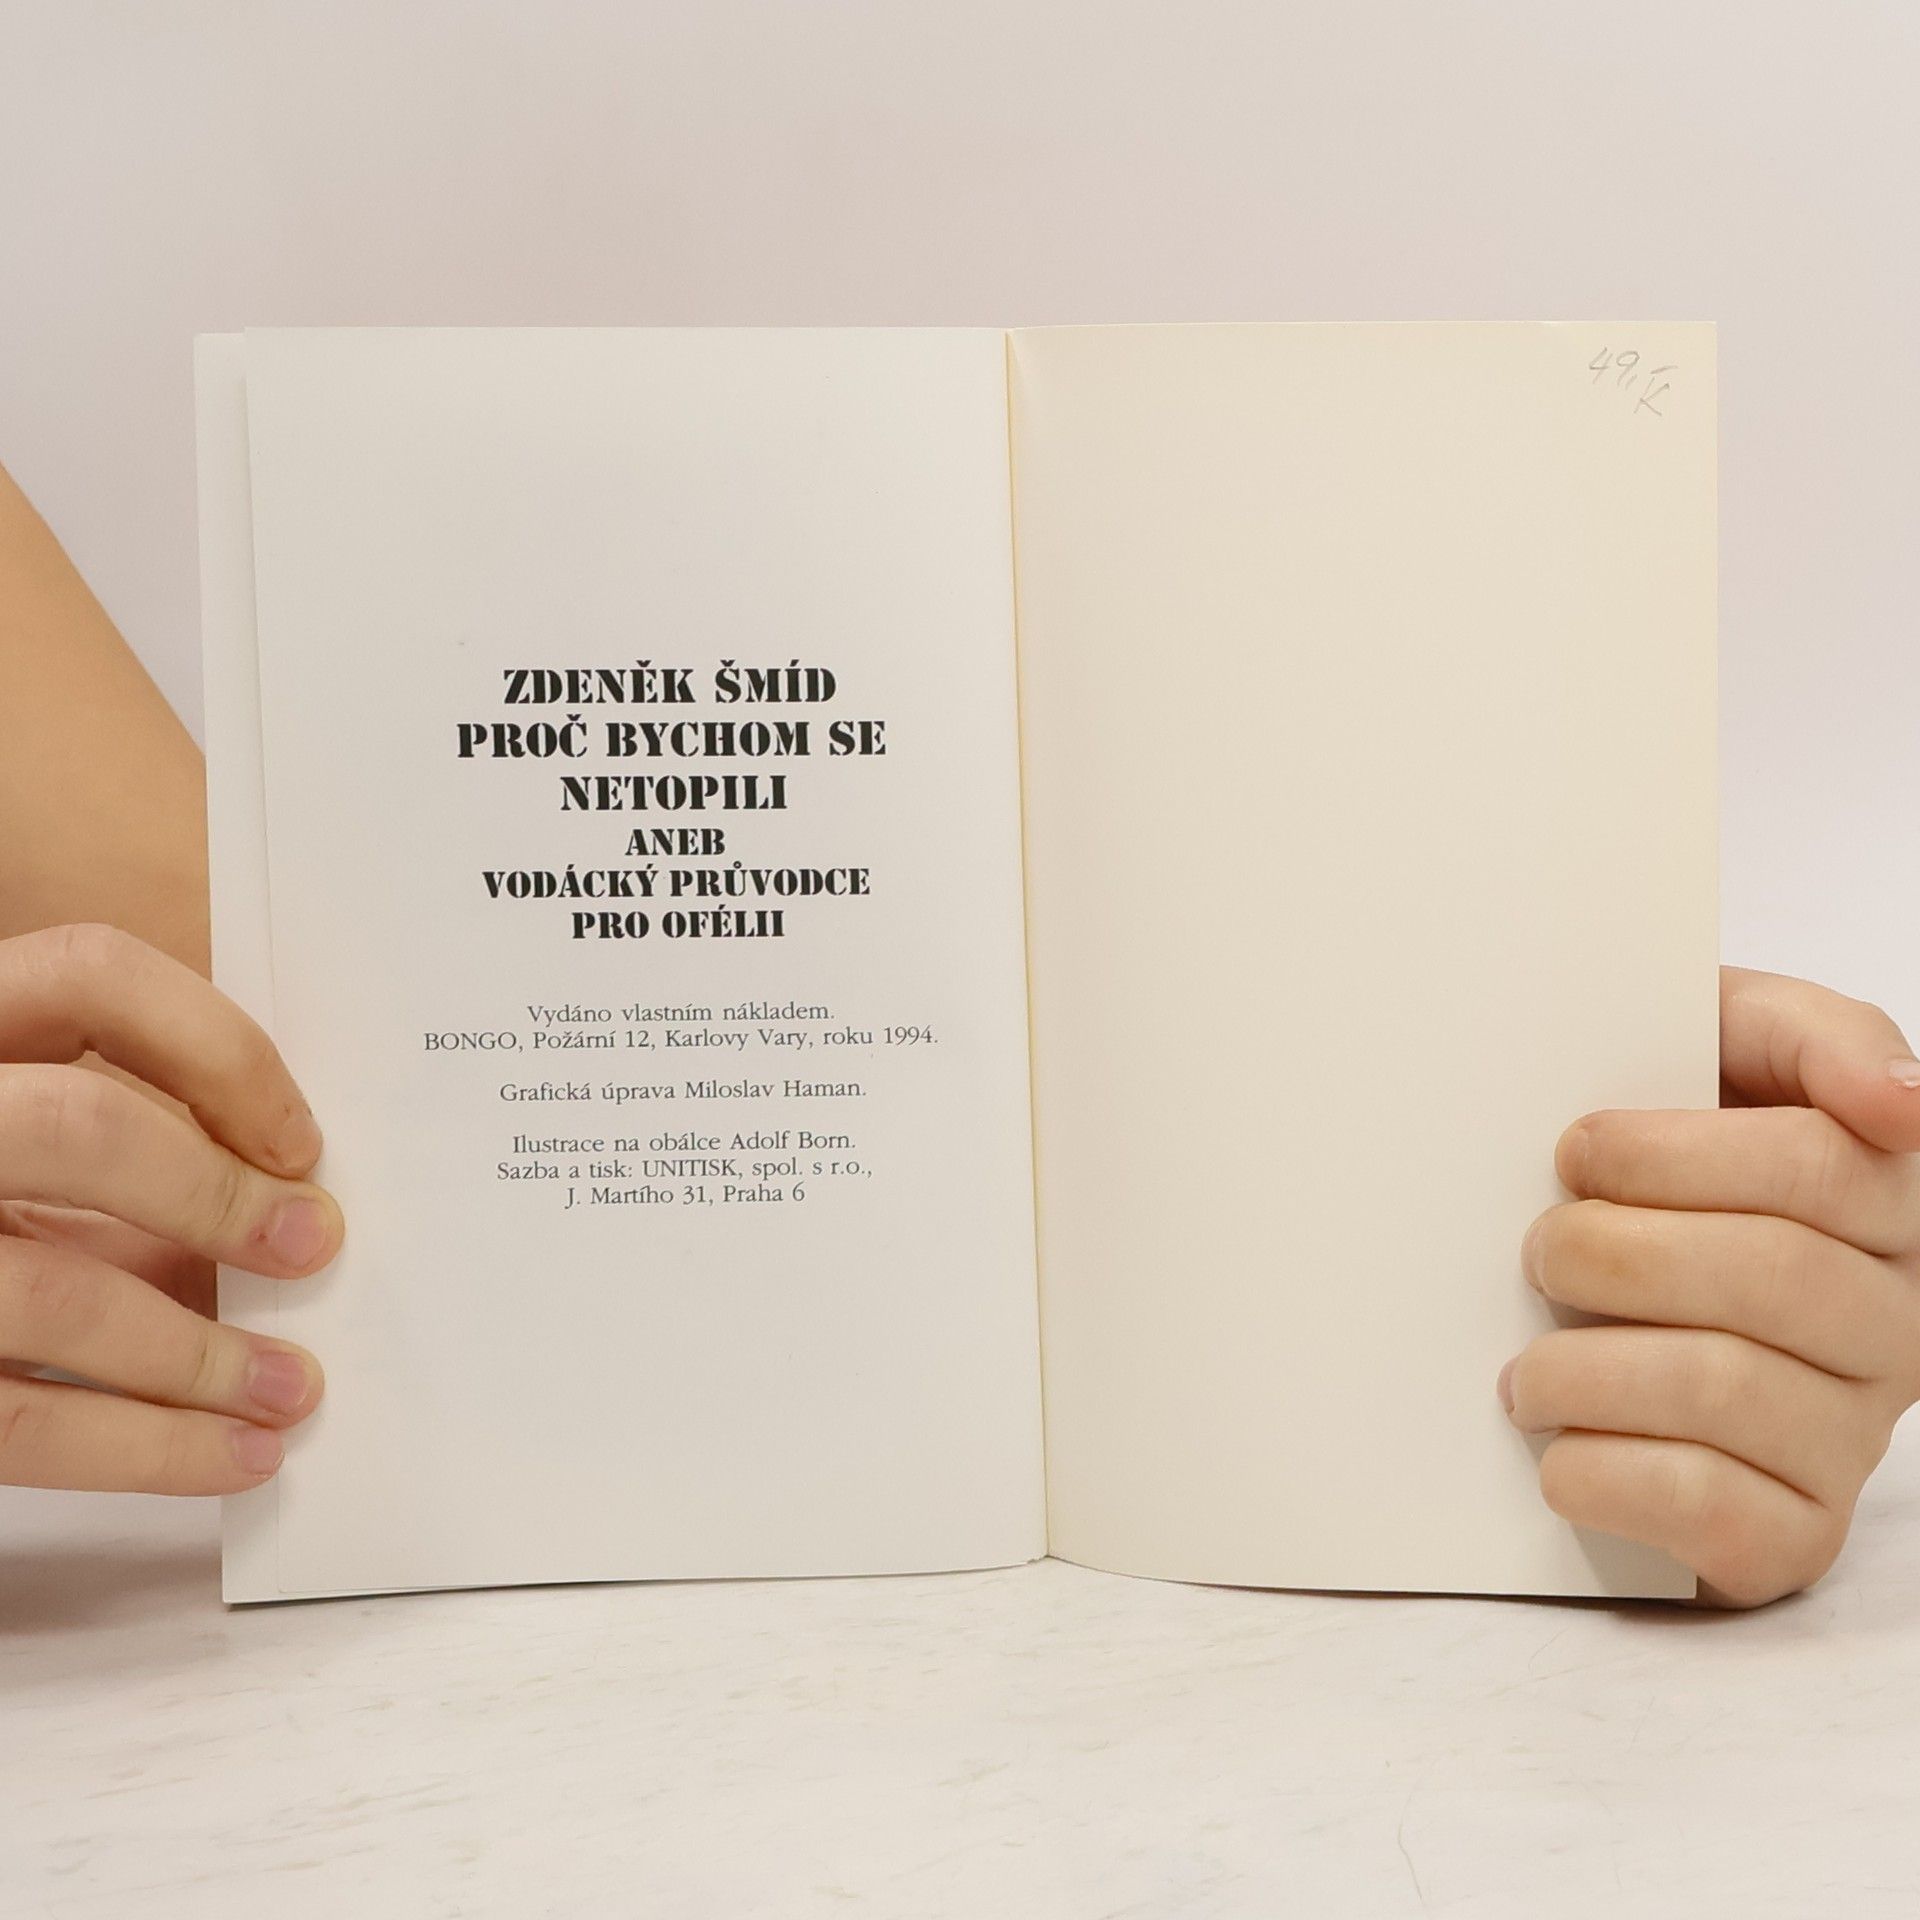 ZDENĚK ŠMÍD
PROČ BYCHOM SE
NETOPILI
ANEB
VODÁCKÝ PRŮVODCE
PRO OFÉLII
Vydáno vlastním nákladem.
BONGO, Požární 12, Karlovy Vary, roku 1994.
Grafická úprava Miloslav Haman.
Ilustrace na obálce Adolf Born.
Sazba a tisk: UNITISK, spol. s r.o.,
J. Martího 31, Praha 6
49,- K